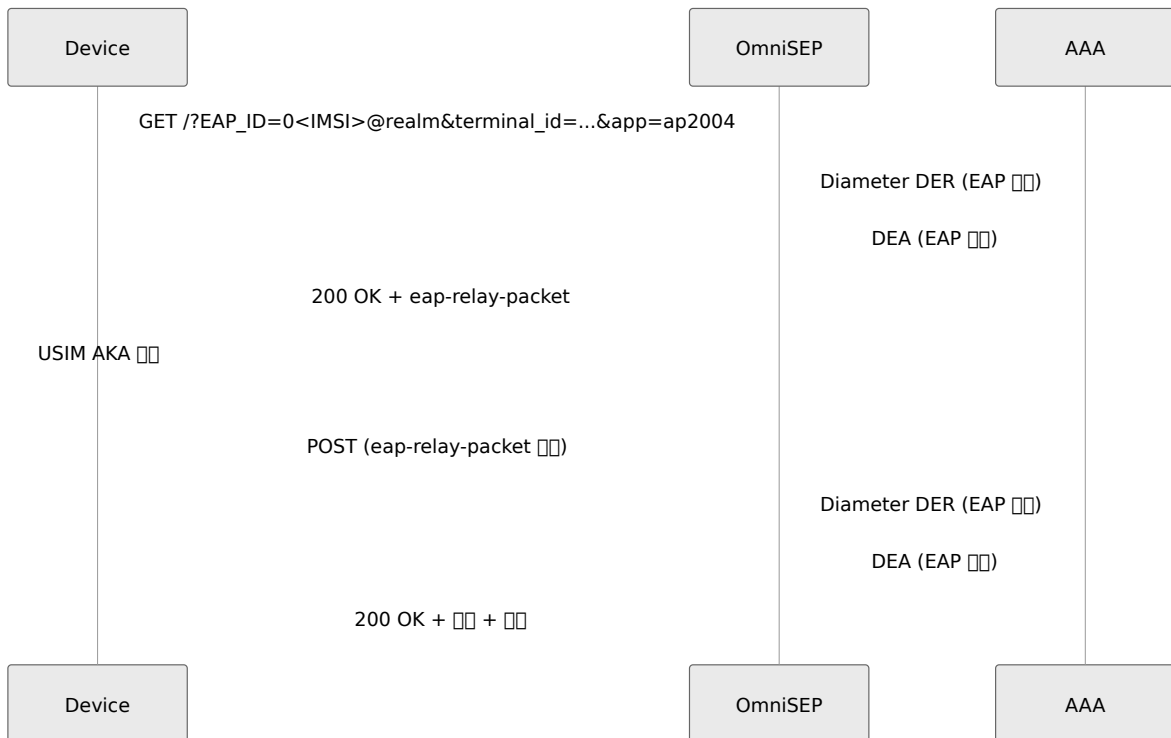 Device OmniSEP AAA
GET /?EAP_ID=0<IMSI>@realm&terminal_id=...&app=ap2004
Diameter DER (EAP )
DEA (EAP )
200 OK + eap-relay-packet
USIM AKA
POST (eap-relay-packet )
Diameter DER (EAP )
DEA (EAP )
200 OK + +
Device OmniSEP AAA